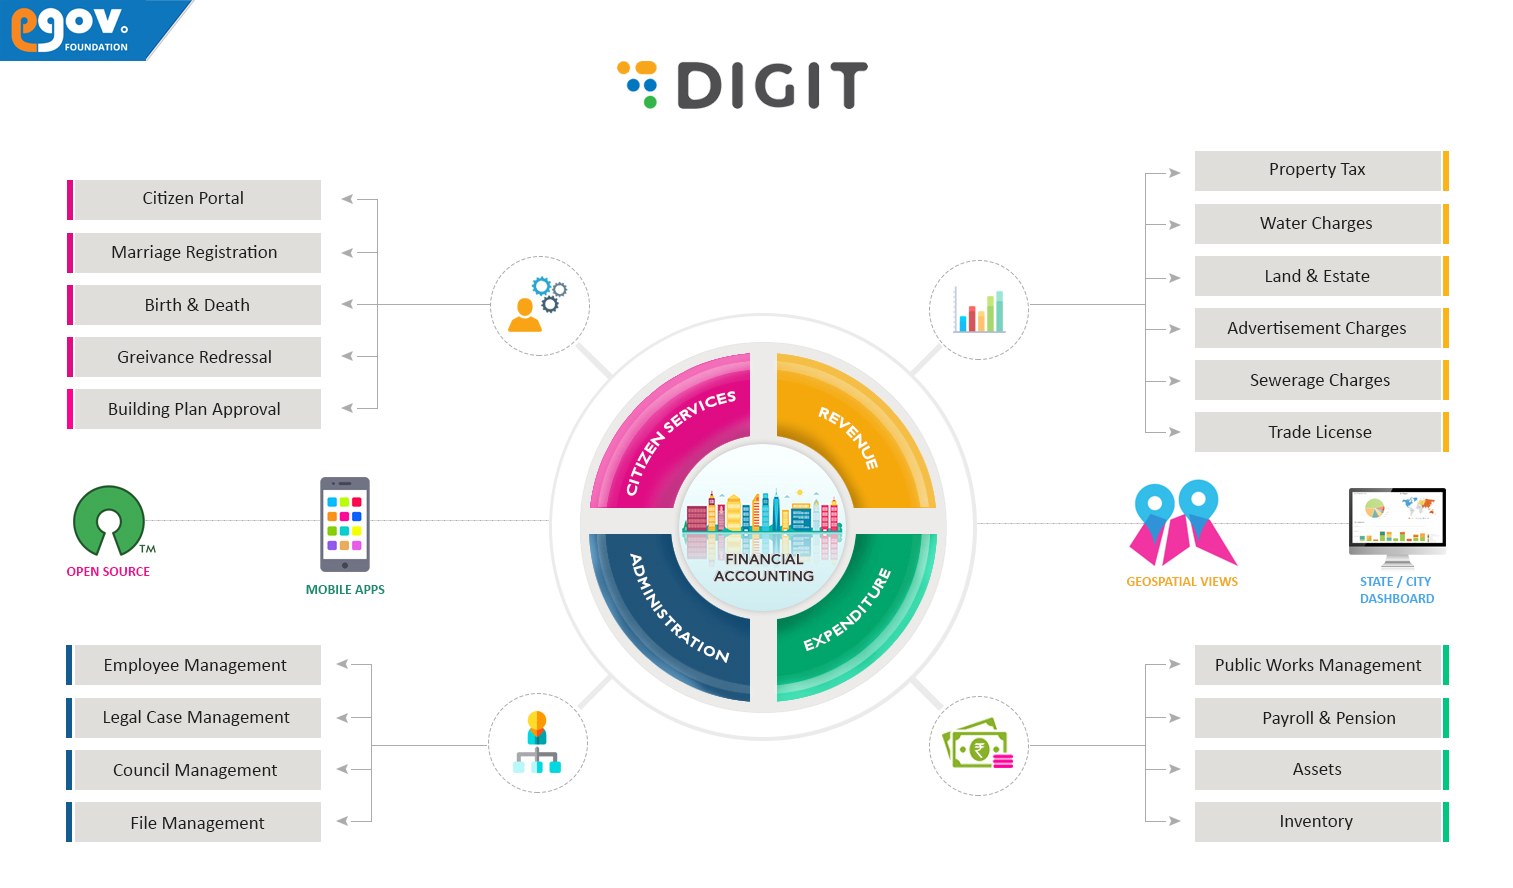 egov.
FOUNDATION
DIGIT
Citizen Portal
Marriage Registration
Birth & Death
Greivance Redressal
Building Plan Approval
Property Tax
Water Charges
Land & Estate
Advertisement Charges
Sewerage Charges
Trade License
CITIZEN SERVICES
REVENUE
ADMINISTRATION
EXPENDITURE
FINANCIAL
ACCOUNTING
TM
OPEN SOURCE
MOBILE APPS
GEOSPATIAL VIEWS
STATE / CITY
DASHBOARD
Employee Management
Legal Case Management
Council Management
File Management
Public Works Management
Payroll & Pension
Assets
Inventory
₹